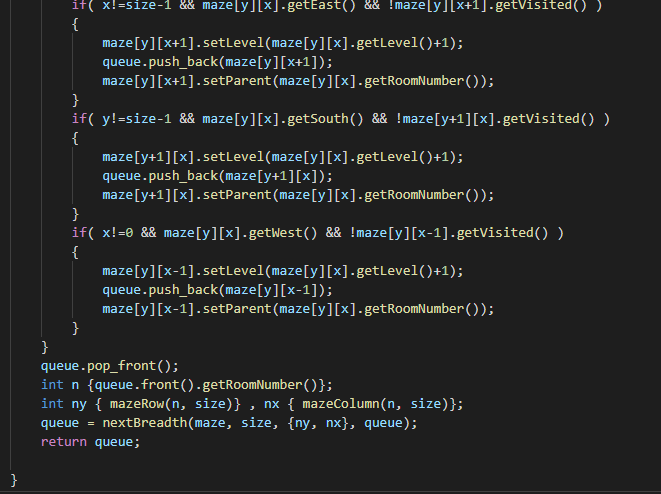 if( x!=size-1 && maze[y][x].getEast() && !maze[y][x+1].getVisited() )
{
maze[y][x+1].setLevel(maze[y][x].getLevel()+1);
queue.push_back(maze[y][x+1]);
maze[y][x+1].setParent(maze[y][x].getRoomNumber());
}
if( y!=size-1 && maze[y][x].getSouth() && !maze[y+1][x].getVisited() )
{
maze[y+1][x].setLevel(maze[y][x].getLevel()+1);
queue.push_back(maze[y+1][x]);
maze[y+1][x].setParent(maze[y][x].getRoomNumber());
}
if( x!=0 && maze[y][x].getWest() && !maze[y][x-1].getVisited() )
{
maze[y][x-1].setLevel(maze[y][x].getLevel()+1);
queue.push_back(maze[y][x-1]);
maze[y][x-1].setParent(maze[y][x].getRoomNumber());
}
}
queue.pop_front();
int n {queue.front().getRoomNumber()};
int ny { mazeRow(n, size)} , nx { mazeColumn(n, size)};
queue = nextBreadth(maze, size, {ny, nx}, queue);
return queue;
}